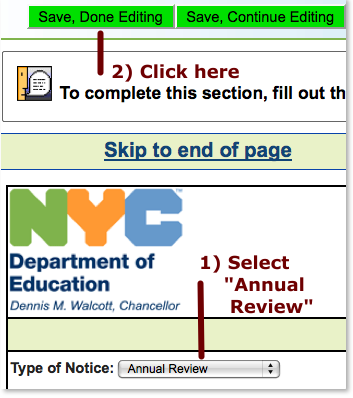 Save, Done Editing
Save, Continue Editing
2) Click here
To complete this section, fill out th
Skip to end of page
NYC
Department of
Education
Dennis M. Walcott, Chancellor
1) Select
"Annual
Review"
Type of Notice:
Annual Review